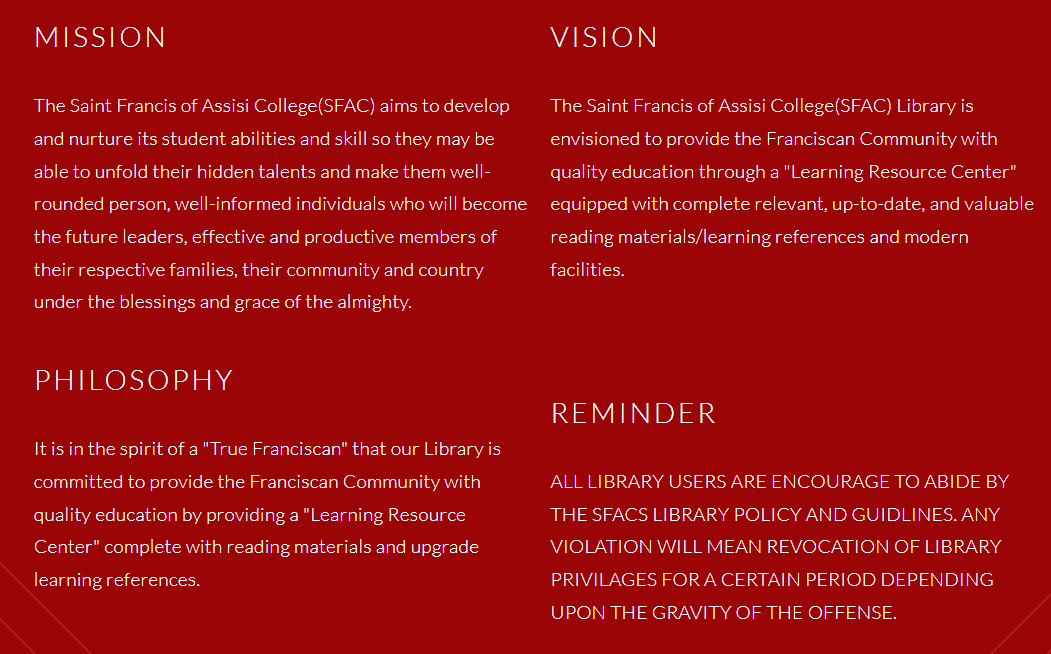 MISSION
The Saint Francis of Assisi College(SFAC) aims to develop
and nurture its student abilities and skill so they may be
able to unfold their hidden talents and make them well-
rounded person, well-informed individuals who will become
the future leaders, effective and productive members of
their respective families, their community and country
under the blessings and grace of the almighty.
VISION
The Saint Francis of Assisi College(SFAC) Library is
envisioned to provide the Franciscan Community with
quality education through a "Learning Resource Center"
equipped with complete relevant, up-to-date, and valuable
reading materials/learning references and modern
facilities.
PHILOSOPHY
It is in the spirit of a "True Franciscan" that our Library is
committed to provide the Franciscan Community with
quality education by providing a "Learning Resource
Center" complete with reading materials and upgrade
learning references.
REMINDER
ALL LIBRARY USERS ARE ENCOURAGE TO ABIDE BY
THE SFACS LIBRARY POLICY AND GUIDLINES. ANY
VIOLATION WILL MEAN REVOCATION OF LIBRARY
PRIVILAGES FOR A CERTAIN PERIOD DEPENDING
UPON THE GRAVITY OF THE OFFENSE.